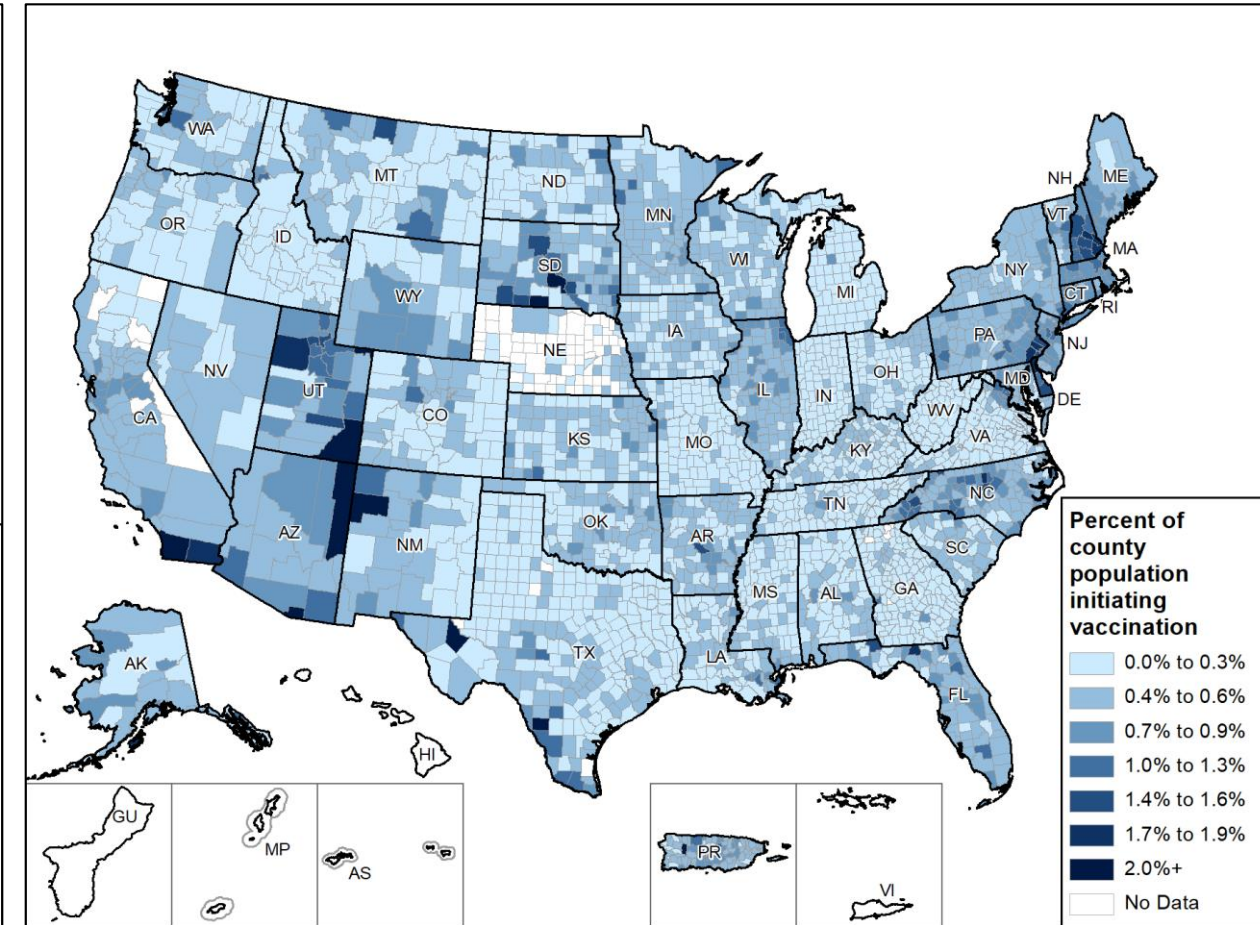 WA
MT
ND
MN
NH
ME
VT
OR
ID
SD
WI
NY
MA
WY
MI
CT
RI
IA
PA
NJ
NE
NV
UT
OH
MD
IL
IN
DE
CA
CO
WV
KS
MO
VA
KY
NC
TN
OK
AZ
NM
AR
SC
MS
AL
GA
TX
LA
AK
FL
HI
GU
MP
AS
PR
VI
Percent of
county
population
initiating
vaccination
0.0% to 0.3%
0.4% to 0.6%
0.7% to 0.9%
1.0% to 1.3%
1.4% to 1.6%
1.7% to 1.9%
2.0%+
No Data